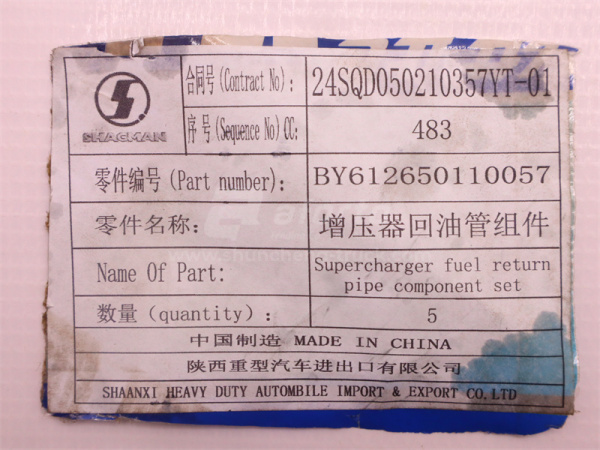 SHACMAN
合同号(Contract No): 24SQD050210357YT-01
序号(Sequence No)CC: 483
零件编号(Part number): BY612650110057
零件名称: 增压器回油管组件
Name Of Part: Supercharger fuel return
pipe component set
数量(quantity): 5
中国制造 MADE IN CHINA
陕西重型汽车进出口有限公司
SHAANXI HEAVY DUTY AUTOMBILE IMPORT & EXPORT CO,LTD